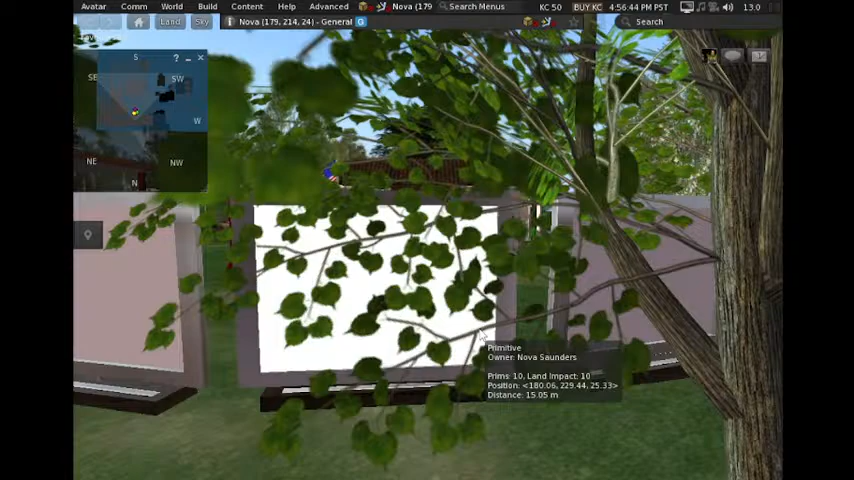 Avatar Comm World Build Content Help Advanced Nova (179 Search Menus KC 50 BUY KC 4:56:44 PM PST 13.0
Land Sky Nova (179, 214, 24) - General G Search
S
SE SW
W
NE NW
N
Primitive
Owner: Nova Saunders
Prims: 10, Land Impact: 10
Position: <180.06, 229.44, 25.33>
Distance: 15.05 m